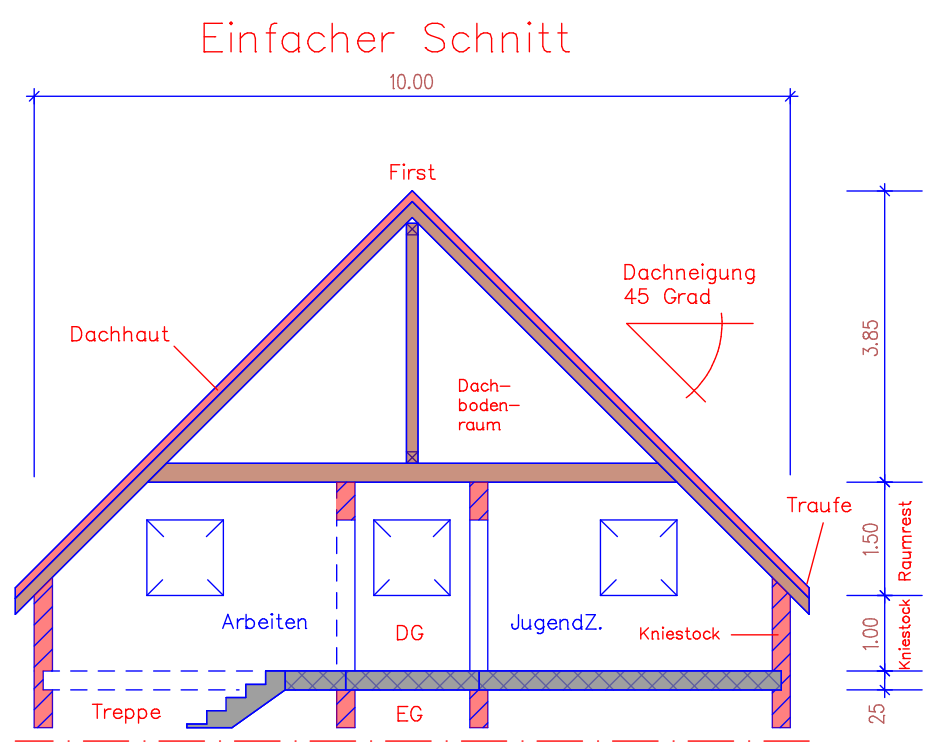 Einfacher Schnitt
10.00
First
Dachneigung
45 Grad
Dachhaut
3.85
Dach-
boden-
raum
Traufe
1.50
Raumrest
Arbeiten
DG
JugendZ.
Kniestock
1.00
Kniestock
Treppe
EG
25